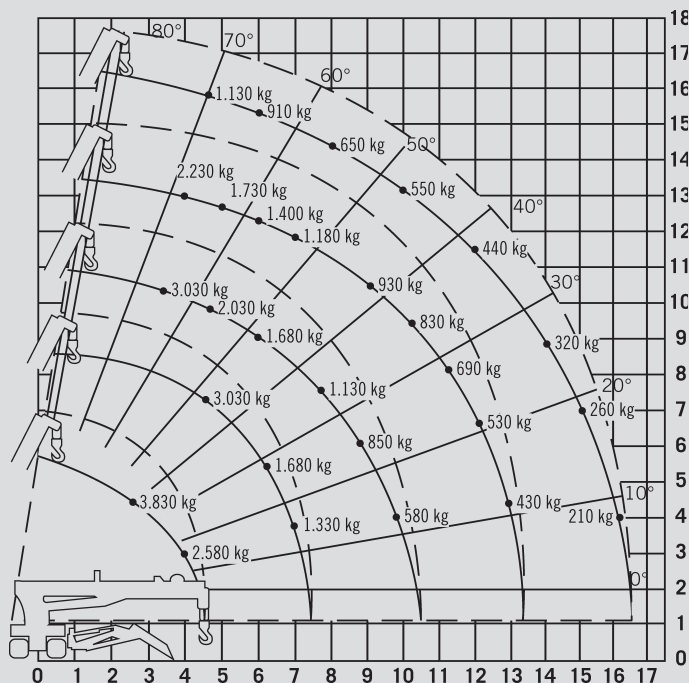 18
80°
70°
17
60°
16
1.130 kg
910 kg
15
650 kg
50°
14
2.230 kg
550 kg
1.730 kg
13
1.400 kg
40°
1.180 kg
12
440 kg
11
930 kg
30°
3.030 kg
2.030 kg
10
830 kg
1.680 kg
9
320 kg
690 kg
8
1.130 kg
20°
3.030 kg
7
260 kg
530 kg
850 kg
6
1.680 kg
5
10°
3.830 kg
430 kg
1.330 kg
580 kg
210 kg
4
2.580 kg
3
0°
2
1
0
0 1 2 3 4 5 6 7 8 9 10 11 12 13 14 15 16 17